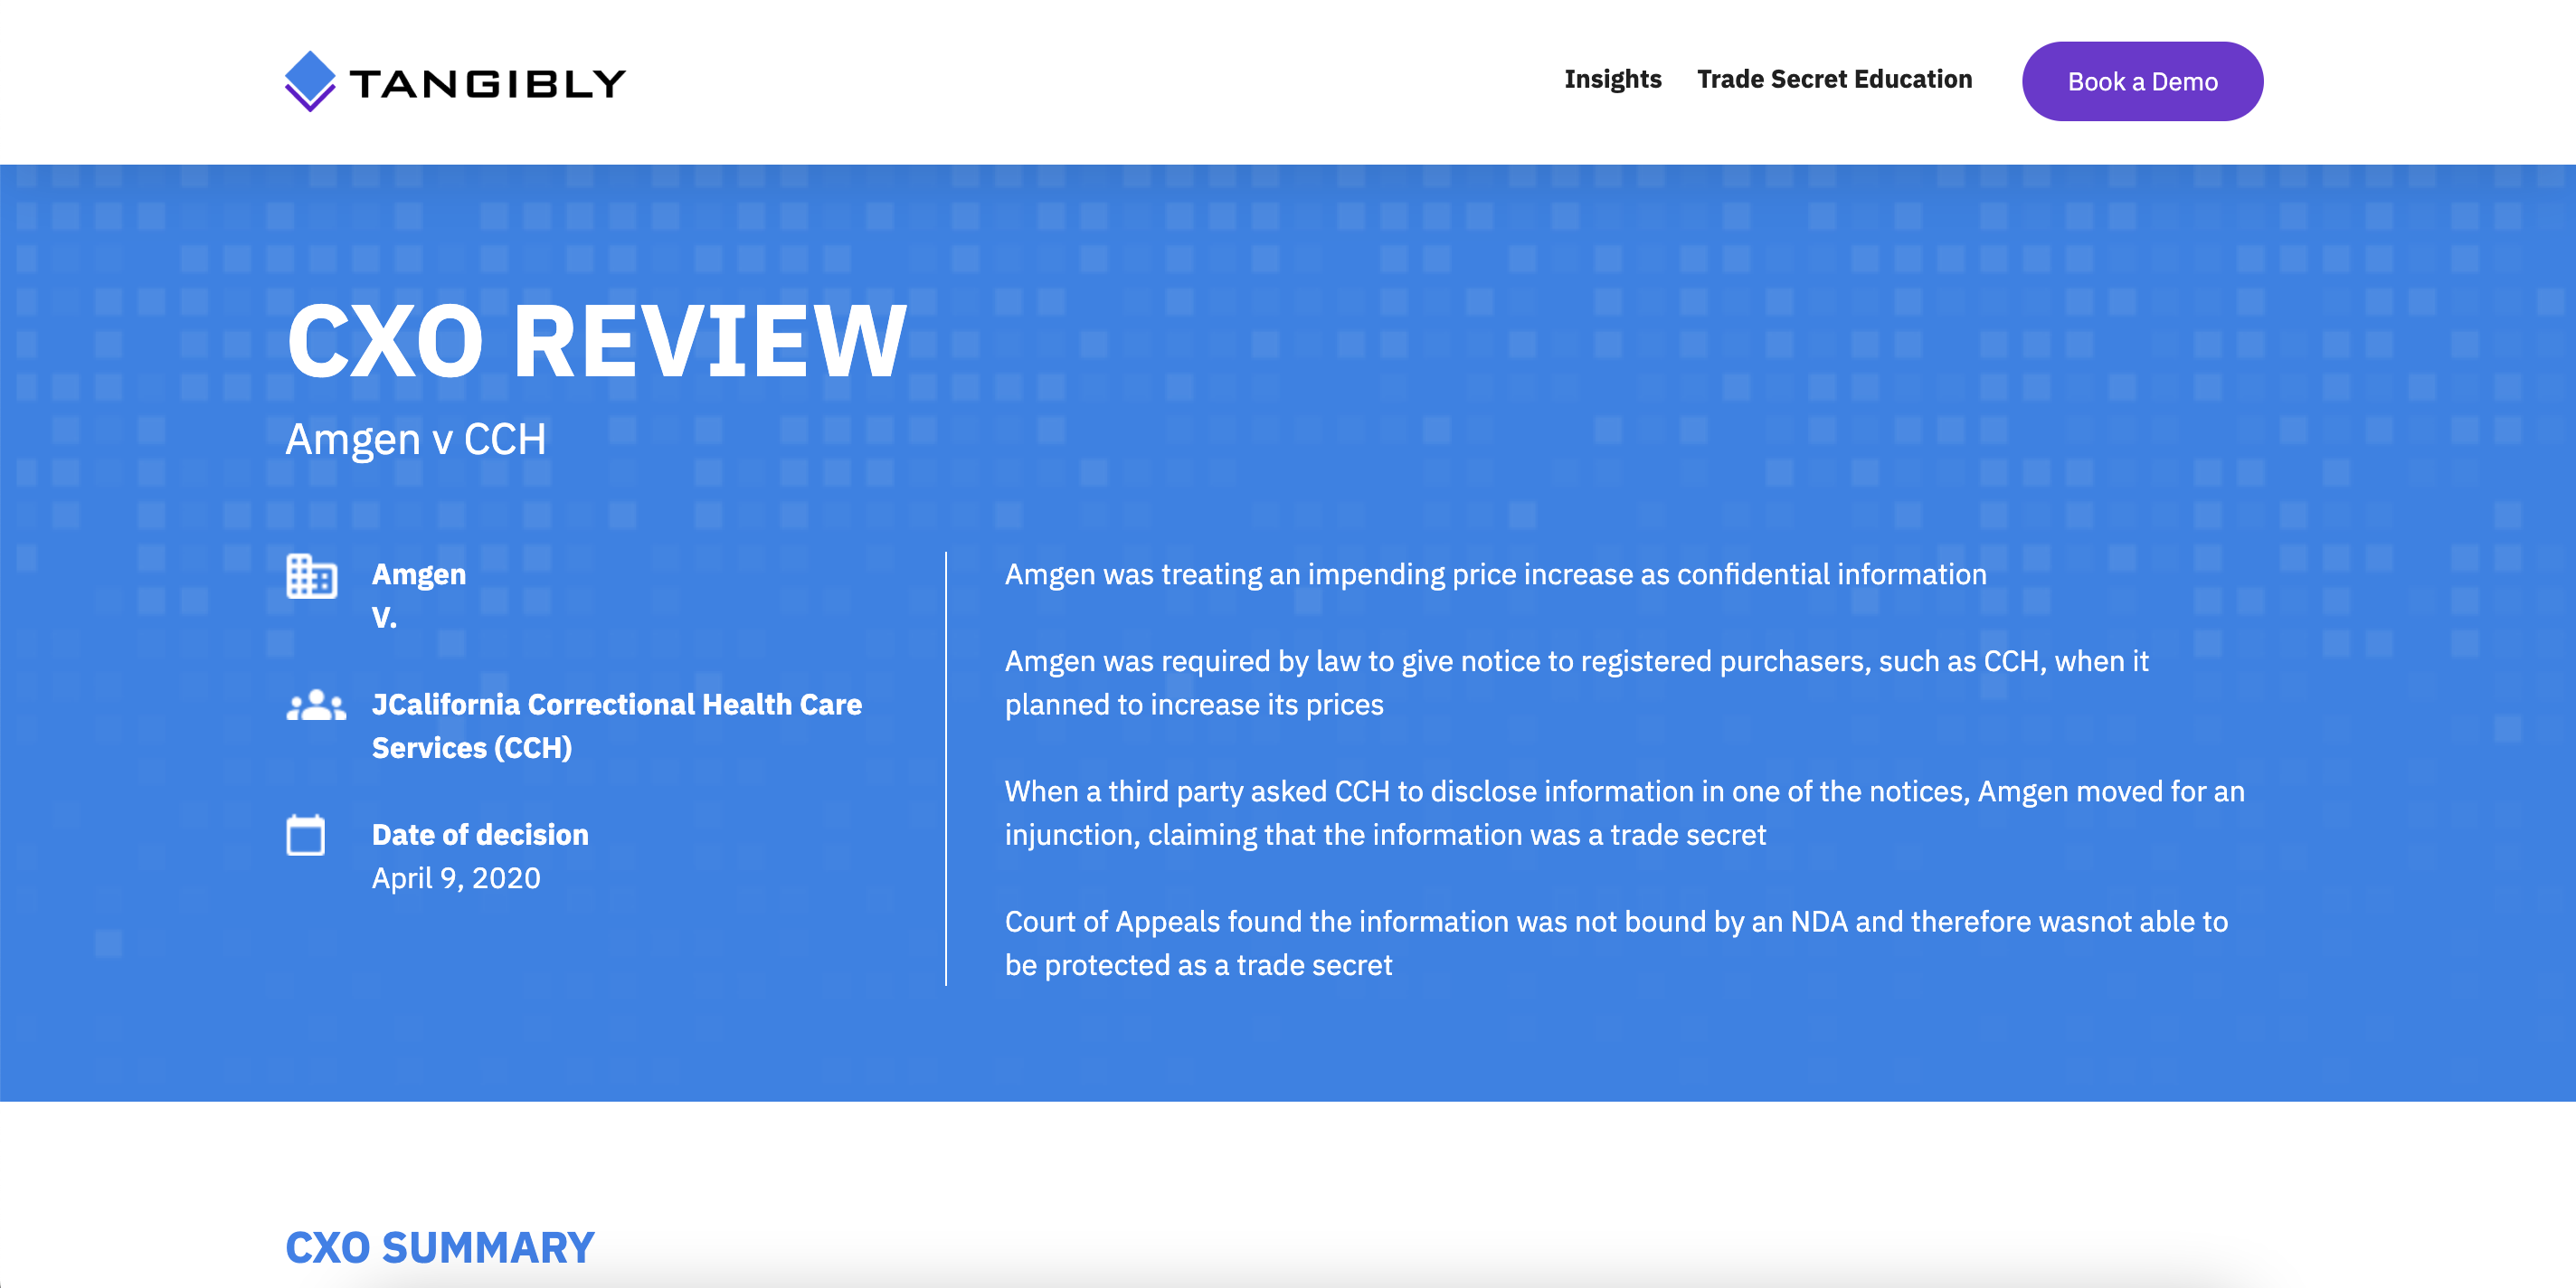 TANGIBLY
Insights
Trade Secret Education
Book a Demo
CXO REVIEW
Amgen v CCH
Amgen
V.
JCalifornia Correctional Health Care
Services (CCH)
Date of decision
April 9, 2020
Amgen was treating an impending price increase as confidential information
Amgen was required by law to give notice to registered purchasers, such as CCH, when it
planned to increase its prices
When a third party asked CCH to disclose information in one of the notices, Amgen moved for an
injunction, claiming that the information was a trade secret
Court of Appeals found the information was not bound by an NDA and therefore wasnot able to
be protected as a trade secret
CXO SUMMARY